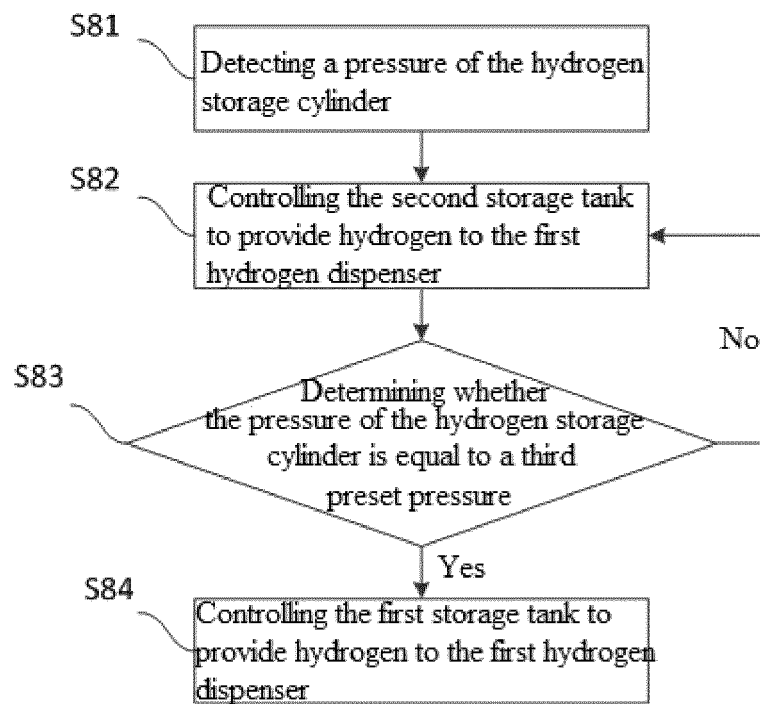 S81
Detecting a pressure of the hydrogen
storage cylinder
S82
Controlling the second storage tank
to provide hydrogen to the first
hydrogen dispenser
No
S83
Determining whether
the pressure of the hydrogen storage
cylinder is equal to a third
preset pressure
Yes
S84
Controlling the first storage tank to
provide hydrogen to the first hydrogen
dispenser